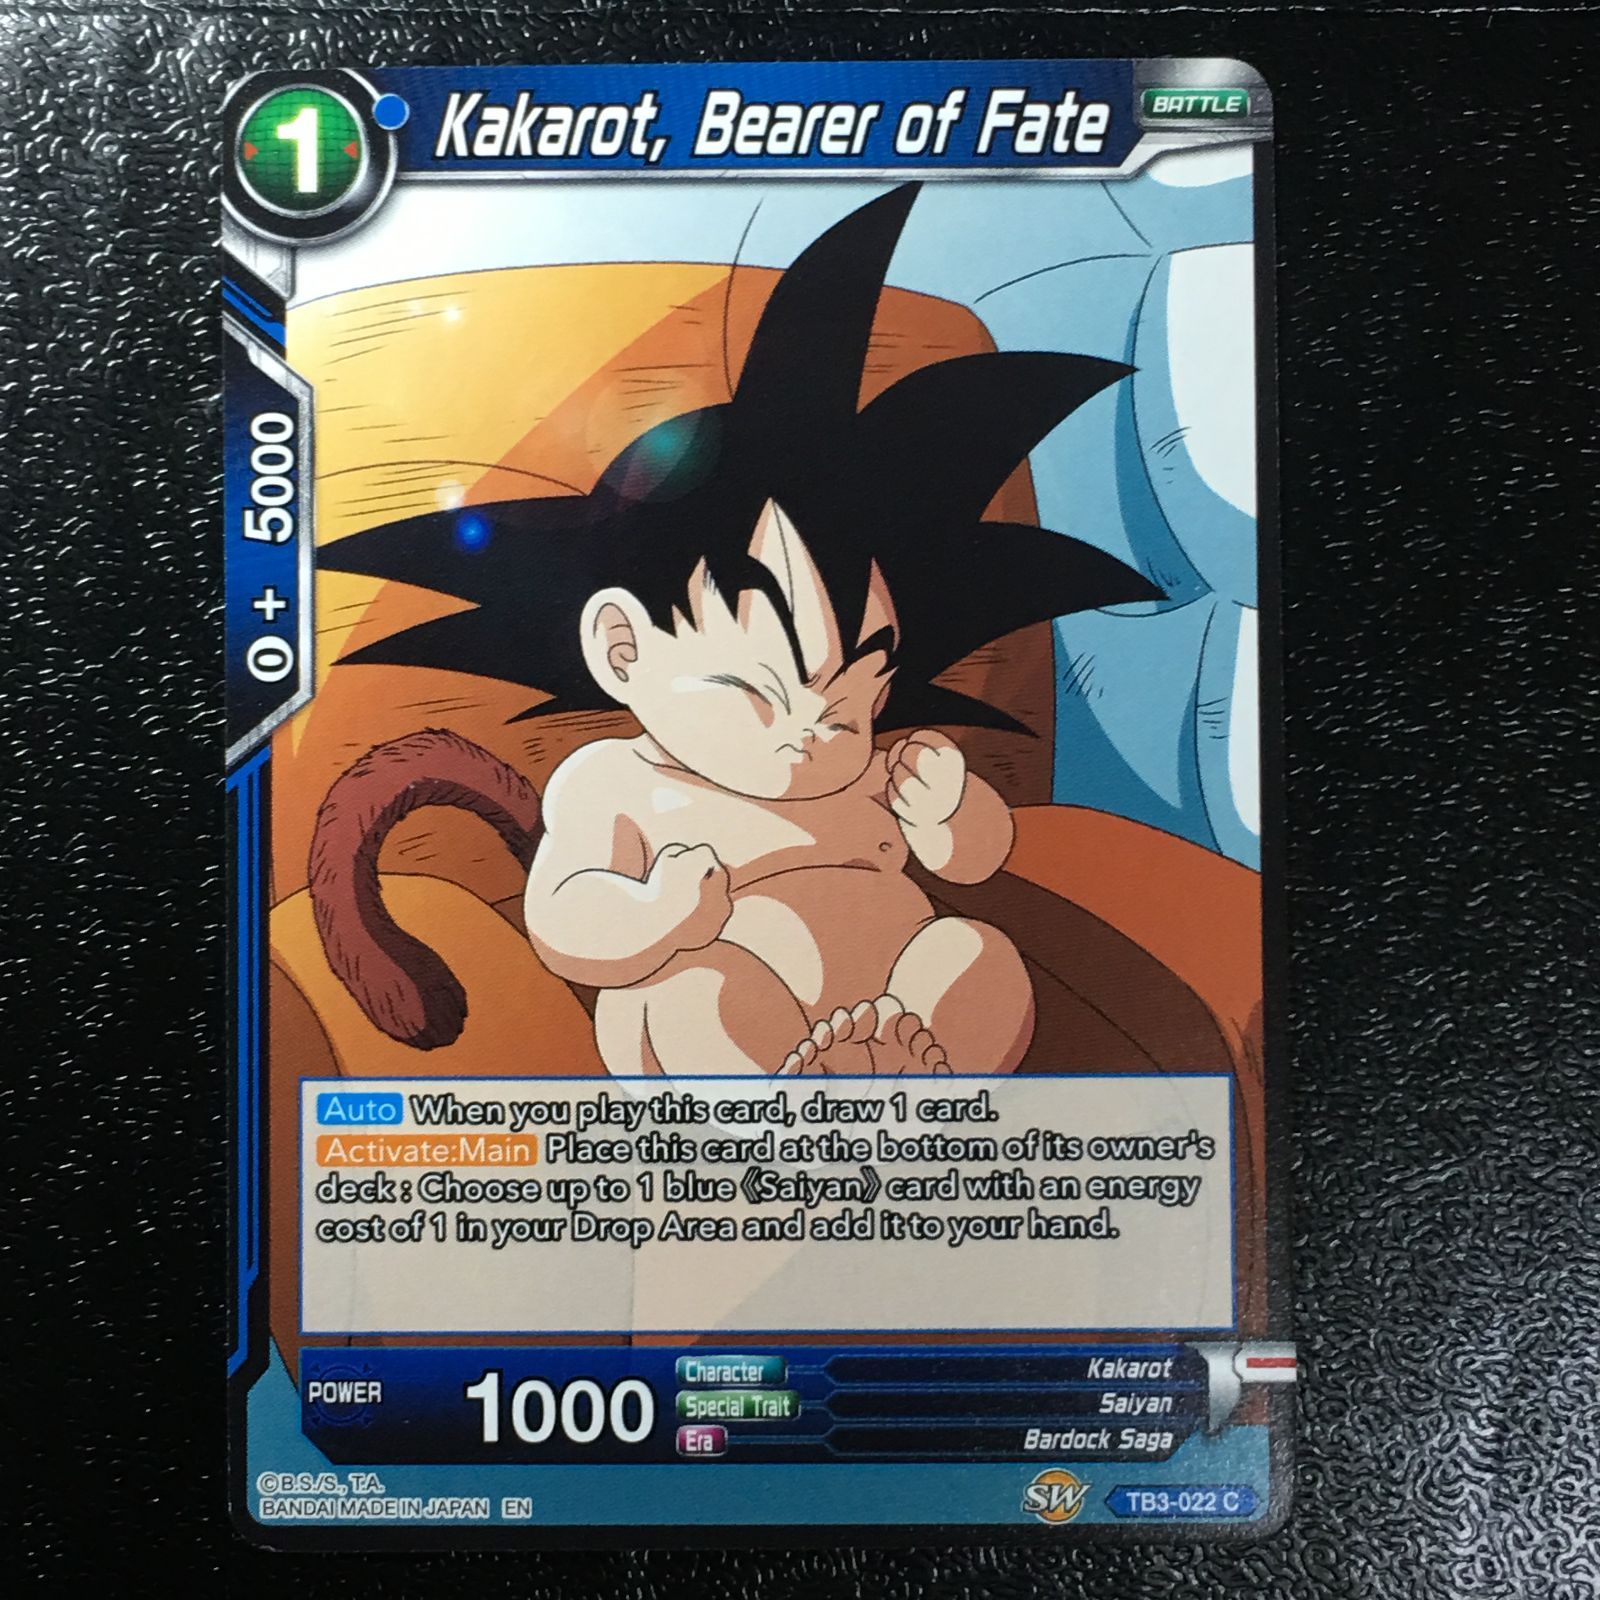 1
Kakarot, Bearer of Fate
BATTLE
0 + 5000
Auto When you play this card, draw 1 card.
Activate:Main Place this card at the bottom of its owner's
deck : Choose up to 1 blue 《Saiyan》 card with an energy
cost of 1 in your Drop Area and add it to your hand.
POWER 1000
Character Kakarot
Special Trait Saiyan
Era Bardock Saga
©B.S./S., T.A.
BANDAI MADE IN JAPAN EN
SW TB3-022 C